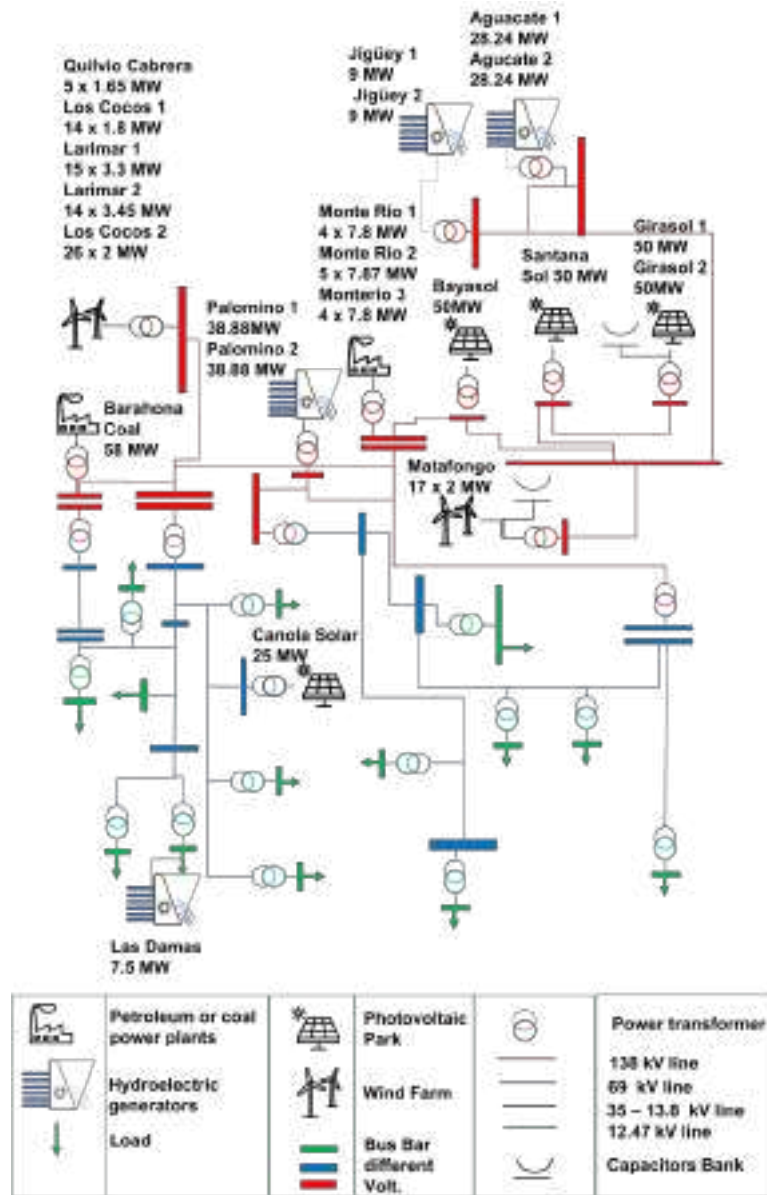 Aguacate 1
28.24 MW
Agucate 2
28.24 MW
Jigüey 1
9 MW
Jigüey 2
9 MW
Quilvio Cabrera
5 x 1.65 MW
Los Cocos 1
14 x 1.8 MW
Larimar 1
15 x 3.3 MW
Larimar 2
14 x 3.45 MW
Los Cocos 2
26 x 2 MW
Monte Rio 1
4 x 7.8 MW
Monte Rio 2
5 x 7.87 MW
Monterio 3
4 x 7.8 MW
Bayasol
50MW
Santana
Sol 50 MW
Girasol 1
50 MW
Girasol 2
50MW
Palomino 1
38.88MW
Palomino 2
38.88 MW
Barahona
Coal
58 MW
Matafongo
17 x 2 MW
Canola Solar
25 MW
Las Damas
7.5 MW
Petroleum or coal
power plants
Hydroelectric
generators
Load
Photovoltaic
Park
Wind Farm
Bus Bar
different
Volt.
Power transformer
138 kV line
69 kV line
35 – 13.8 kV line
12.47 kV line
Capacitors Bank